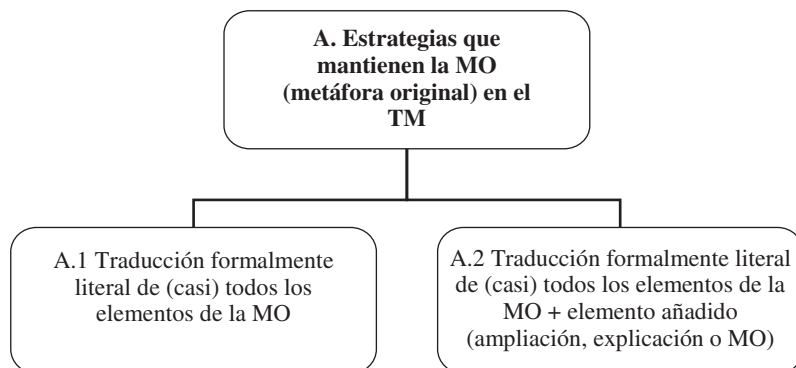 A. Estrategias que
mantienen la MO
(metáfora original) en el
TM
A.1 Traducción formalmente
literal de (casi) todos los
elementos de la MO
A.2 Traducción formalmente literal
de (casi) todos los elementos de la
MO + elemento añadido
(ampliación, explicación o MO)